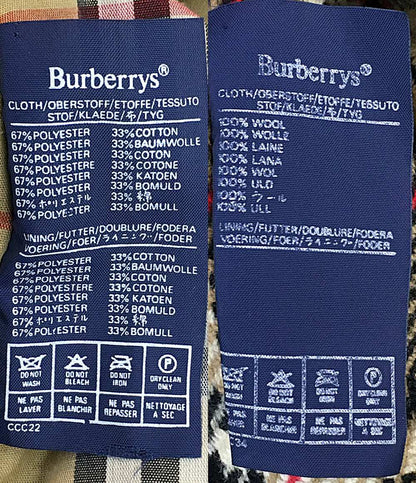 Burberrys®
CLOTH/OBERSTOFF/ETOFFE/TESSUTO
STOF/KLAEDE/布/TYG
67% POLYESTER 33% COTTON
67% POLYESTER 33% BAUMWOLLE
67% POLYESTER 33% COTON
67% POLYESTERE 33% COTONE
67% POLYESTER 33% KATOEN
67% POLYESTER 33% BOMULD
67% ポリエステル 33% 綿
67% POLYESTER 33% BOMULL
LINING/FUTTER/DOUBLURE/FODERA
VOERING/FOER/ライニング/FODER
67% POLYESTER 33% COTTON
67% POLYESTER 33% BAUMWOLLE
67% POLYESTER 33% COTON
67% POLYESTERE 33% COTONE
67% POLYESTER 33% KATOEN
67% POLYESTER 33% BOMULD
67% ポリエステル 33% 綿
67% POLYESTER 33% BOMULL
DO NOT WASH
DO NOT BLEACH
DO NOT IRON
P
DRY CLEAN ONLY
NE PAS LAVER
NE PAS BLANCHIR
NE PAS REPASSER
NETTOYAGE A SEC
CCC22
Burberrys®
CLOTH/OBERSTOFF/ETOFFE/TESSUTO
STOF/KLAEDE/布/TYG
100% WOOL
100% WOLLE
100% LAINE
100% LANA
100% WOL
100% ULD
100% ウール
100% ULL
LINING/FUTTER/DOUBLURE/FODERA
VOERING/FOER/ライニング/FODER
DO NOT WASH
DO NOT BLEACH
DO NOT IRON
P
DRY CLEAN ONLY
NE PAS LAVER
NE PAS BLANCHIR
NE PAS REPASSER
NETTOYAGE A SEC